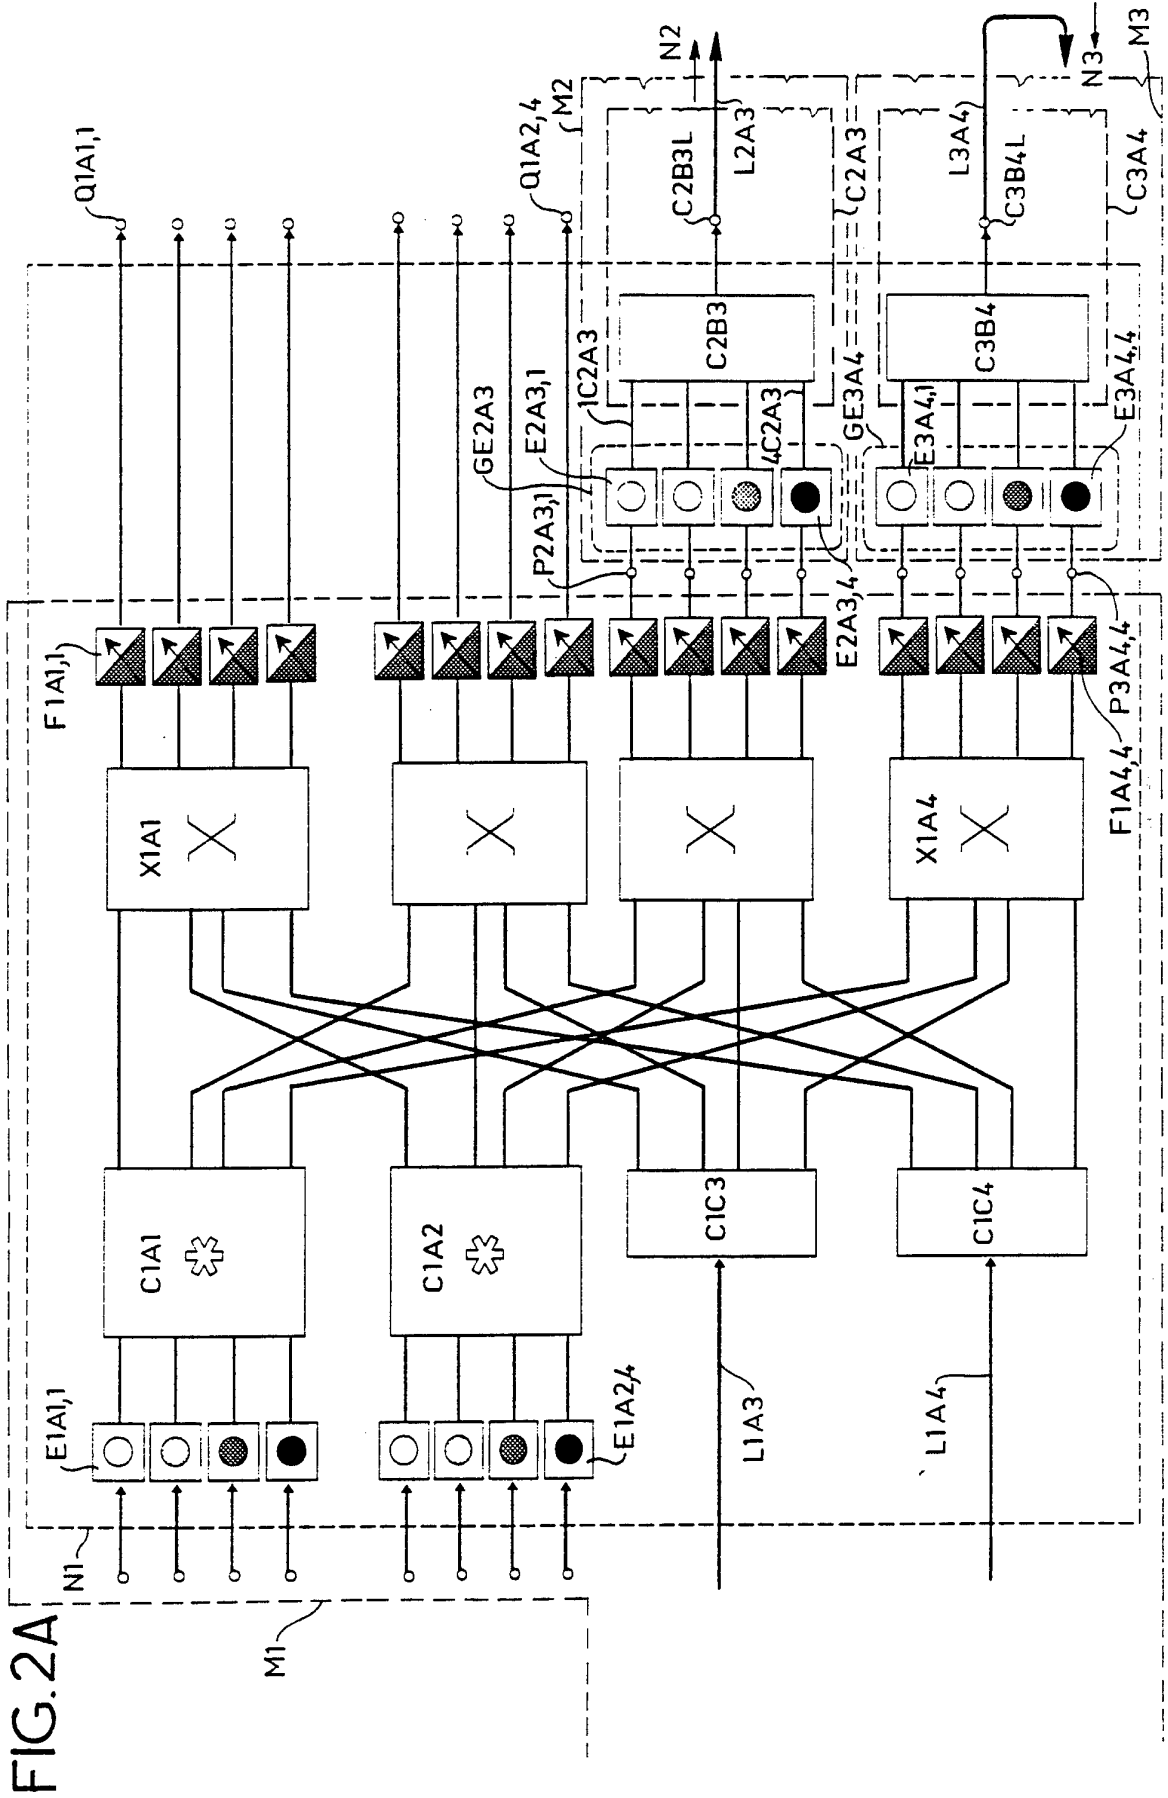 FIG.2A
M1
N1
E1A1,1
E1A2,4
L1A3
L1A4
C1A1
C1A2
C1C3
C1C4
X1A1
X1A4
F1A1,1
F1A4,4
P3A4,4
P2A3,1
E2A3,4
GE2A3
E2A3,1
1C2A3
4C2A3
GE3A4
E3A4,1
E3A4,4
C2B3
C3B4
Q1A1,1
Q1A2,4
M2
N2
C2B3L
L2A3
C2A3
L3A4
C3B4L
C3A4
N3
M3